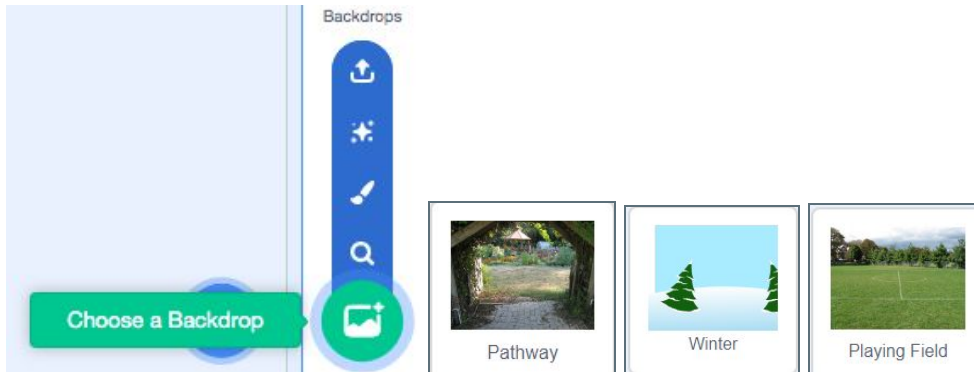 Backdrops
Choose a Backdrop
Pathway
Winter
Playing Field